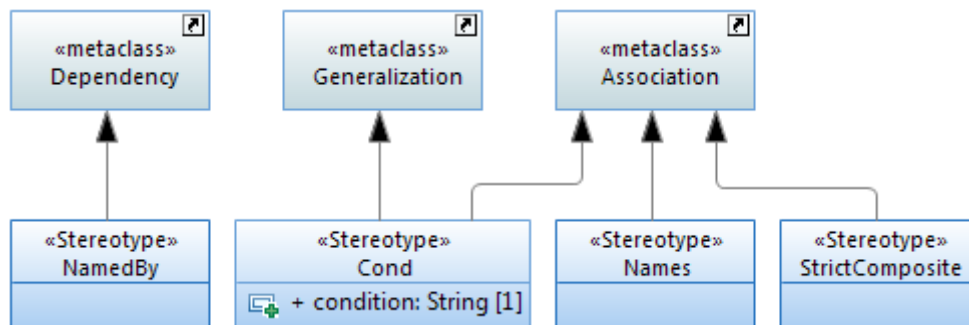 «metaclass»
Dependency
«metaclass»
Generalization
«metaclass»
Association
«Stereotype»
NamedBy
«Stereotype»
Cond
+ condition: String [1]
«Stereotype»
Names
«Stereotype»
StrictComposite